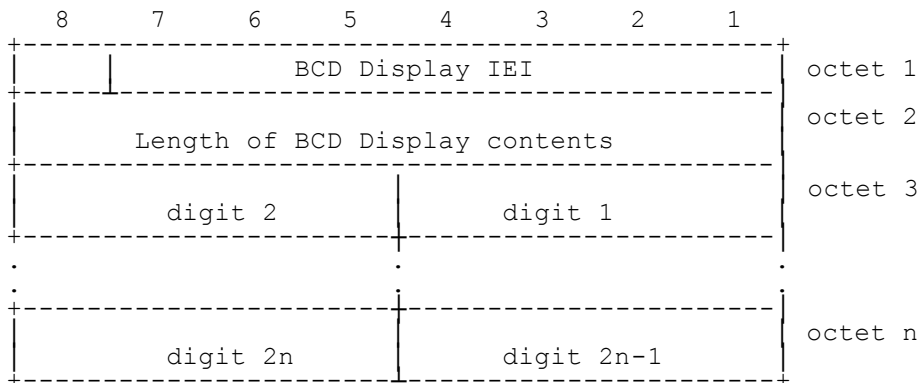 8 7 6 5 4 3 2 1
BCD Display IEI octet 1
octet 2
Length of BCD Display contents
octet 3
digit 2 digit 1
octet n
digit 2n digit 2n-1